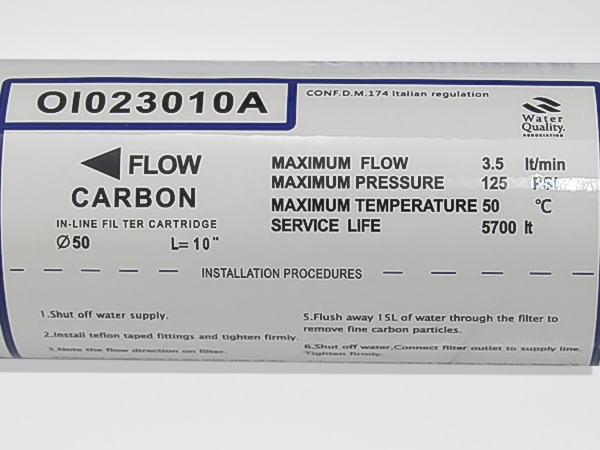 OI023010A
CONF.D.M.174 Italian regulation
Water
Quality.
ASSOCIATION
FLOW
CARBON
IN-LINE FIL TER CARTRIDGE
Ø50 L= 10"
MAXIMUM FLOW 3.5 lt/min
MAXIMUM PRESSURE 125 PSI
MAXIMUM TEMPERATURE 50 °C
SERVICE LIFE 5700 lt
INSTALLATION PROCEDURES
1.Shut off water supply.
2.Install teflon taped fittings and tighten firmly.
3.Note the flow direction on filter.
5.Flush away 15L of water through the filter to
remove fine carbon particles.
6.Shut off water,Connect filter outlet to supply line.
Tighten firmly.